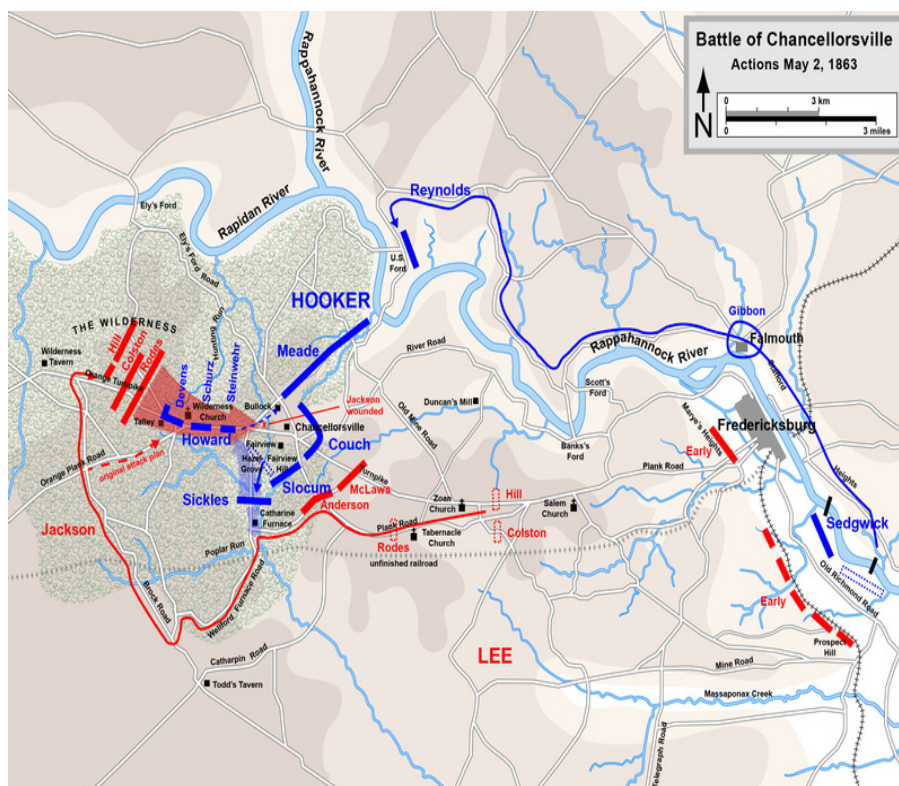 Battle of Chancellorsville
Actions May 2, 1863
0 3 km
0 3 miles
N
Rappahannock River
Rapidan River
Ely's Ford
Ely's Ford Road
Hunting Run
Reynolds
U.S.
Ford
HOOKER
Meade
THE WILDERNESS
Wilderness
Tavern
Hill
Colston
Rodes
Orange Turnpike
Devens
Schurz
Steinwehr
Wilderness
Church
Talley
Howard
Bullock
Jackson
wounded
Chancellorsville
Fairview
Hazel
Grove
Fairview
Hill
Couch
Slocum
Sickles
Catharine
Furnace
Orange Plank Road
original attack plan
Jackson
Poplar Run
Brock Road
Wellford Furnace Road
Catharpin Road
Todd's Tavern
River Road
Duncan's Mill
Old Mine Road
Turnpike
McLaws
Anderson
Plank Road
Rodes
Zoan
Church
Tabernacle
Church
unfinished railroad
Hill
Colston
Salem
Church
Banks's
Ford
Scott's
Ford
Rappahannock River
Plank Road
Gibbon
Falmouth
Stafford
Heights
Fredericksburg
Marye's Heights
Early
Sedgwick
Old Richmond Road
Early
Prospect
Hill
LEE
Mine Road
Massaponax Creek
Telegraph Road